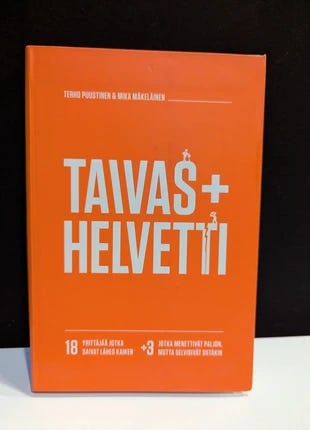 TERHO PUUSTINEN & MIKA MÄKELÄINEN
TAIVAS+
HELVETTI
18 YRITTÄJÄÄ JOTKA +3 JOTKA MENETTIVÄT PALJON,
SAIVAT LÄHES KAIKEN MUTTA SELVISIVÄT SIITÄKIN